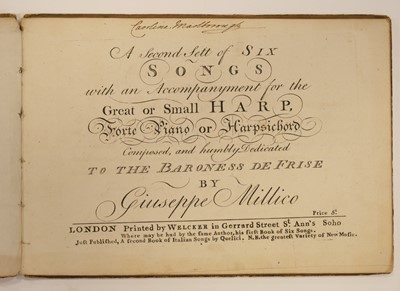 Caroline Marlborough
A Second Sett of SIX
SONGS
with an Accompanyment for the
Great or Small HARP,
Forte Piano or Harpsichord
Composed, and humbly Dedicated
TO THE BARONESS DE FRISE
BY
Giuseppe Millico
Price 5s.
LONDON Printed by WELCKER in Gerrard Street St. Ann's Soho
Where may be had by the same Author, his first Book of Six Songs.
Just Published, A second Book of Italian Songs by Quelici. N.B. the greatest Variety of New Music.